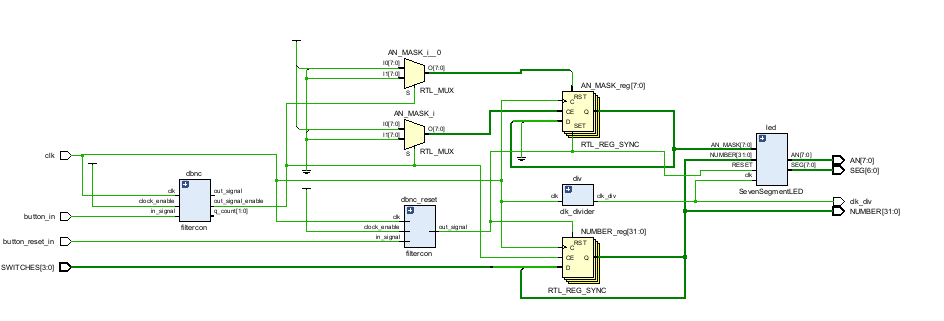 AN_MASK_i__0
I0[7:0]
I1[7:0]
O[7:0]
S
RTL_MUX
AN_MASK_i
I0[7:0]
I1[7:0]
O[7:0]
S
RTL_MUX
AN_MASK_reg[7:0]
RST
C
CE
Q
D
SET
RTL_REG_SYNC
led
AN_MASK[7:0]
NUMBER[31:0]
RESET
clk
AN[7:0]
SEG[7:0]
SevenSegmentLED
AN[7:0]
SEG[6:0]
clk_div
NUMBER[31:0]
clk
dbnc
clk
clock_enable
in_signal
out_signal
out_signal_enable
q_count[1:0]
filtercon
button_in
button_reset_in
SWITCHES[3:0]
dbnc_reset
clk
clock_enable
in_signal
out_signal
filtercon
div
clk
clk_div
clk_divider
NUMBER_reg[31:0]
RST
C
CE
Q
D
RTL_REG_SYNC